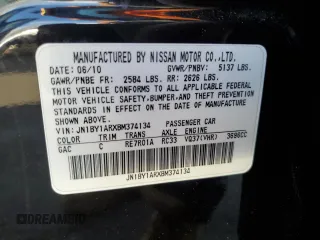 MANUFACTURED BY NISSAN MOTOR CO.,LTD.
DATE 06/10 GVWR/PNBV: 5137 LBS.
GAWR/PNBE FR: 2584 LBS. RR: 2626 LBS.
THIS VEHICLE CONFORMS TO ALL APPLICABLE FEDERAL
MOTOR VEHICLE SAFETY, BUMPER, AND THEFT PREVENTION
STANDARDS IN EFFECT ON THE DATE OF MANUFACTURE
SHOWN ABOVE.
VIN: JN1BY1ARXBM374134 PASSENGER CAR
COLOR TRIM TRANS AXLE ENGINE
GAC C RE7R01A RC33 VQ37(VHR) 3696CC
JN1BY1ARXBM374134